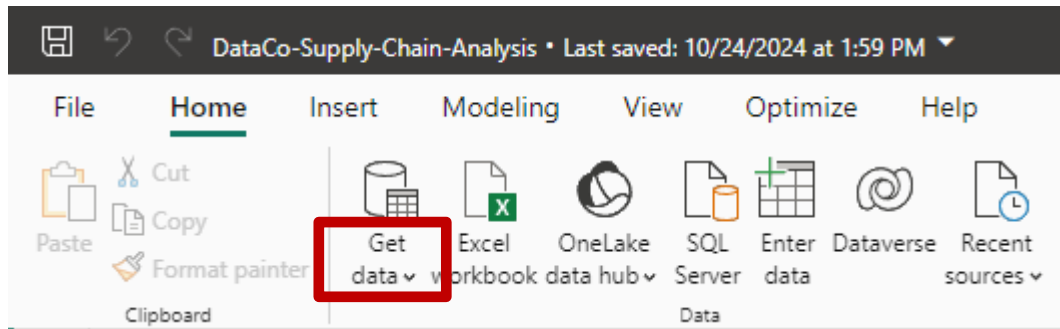 DataCo-Supply-Chain-Analysis • Last saved: 10/24/2024 at 1:59 PM
File Home Insert Modeling View Optimize Help
Cut
Copy
Paste
Format painter
Clipboard
Get data
Excel workbook
OneLake data hub
SQL Server
Enter data
Dataverse
Recent sources
Data